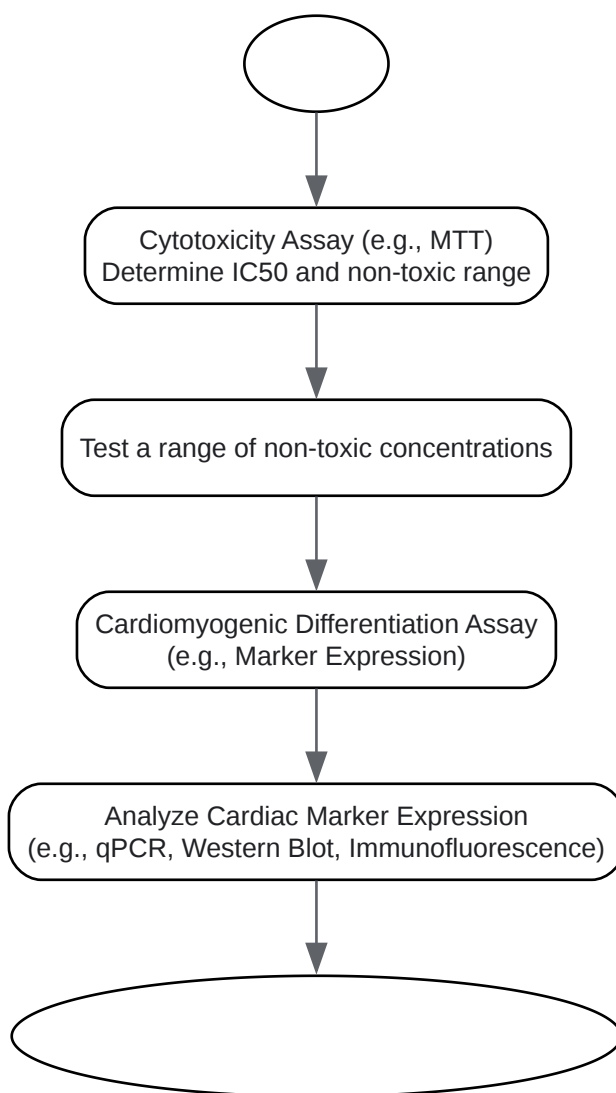 Cytotoxicity Assay (e.g., MTT)
Determine IC50 and non-toxic range
Test a range of non-toxic concentrations
Cardiomyogenic Differentiation Assay
(e.g., Marker Expression)
Analyze Cardiac Marker Expression
(e.g., qPCR, Western Blot, Immunofluorescence)